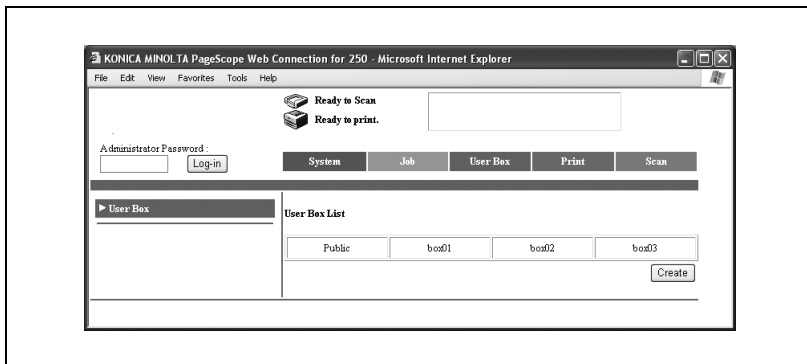 KONICA MINOLTA PageScope Web Connection for 250 - Microsoft Internet Explorer
File Edit View Favorites Tools Help
Ready to Scan
Ready to print.
Administrator Password :
Log-in
System Job User Box Print Scan
User Box
User Box List
Public box01 box02 box03
Create